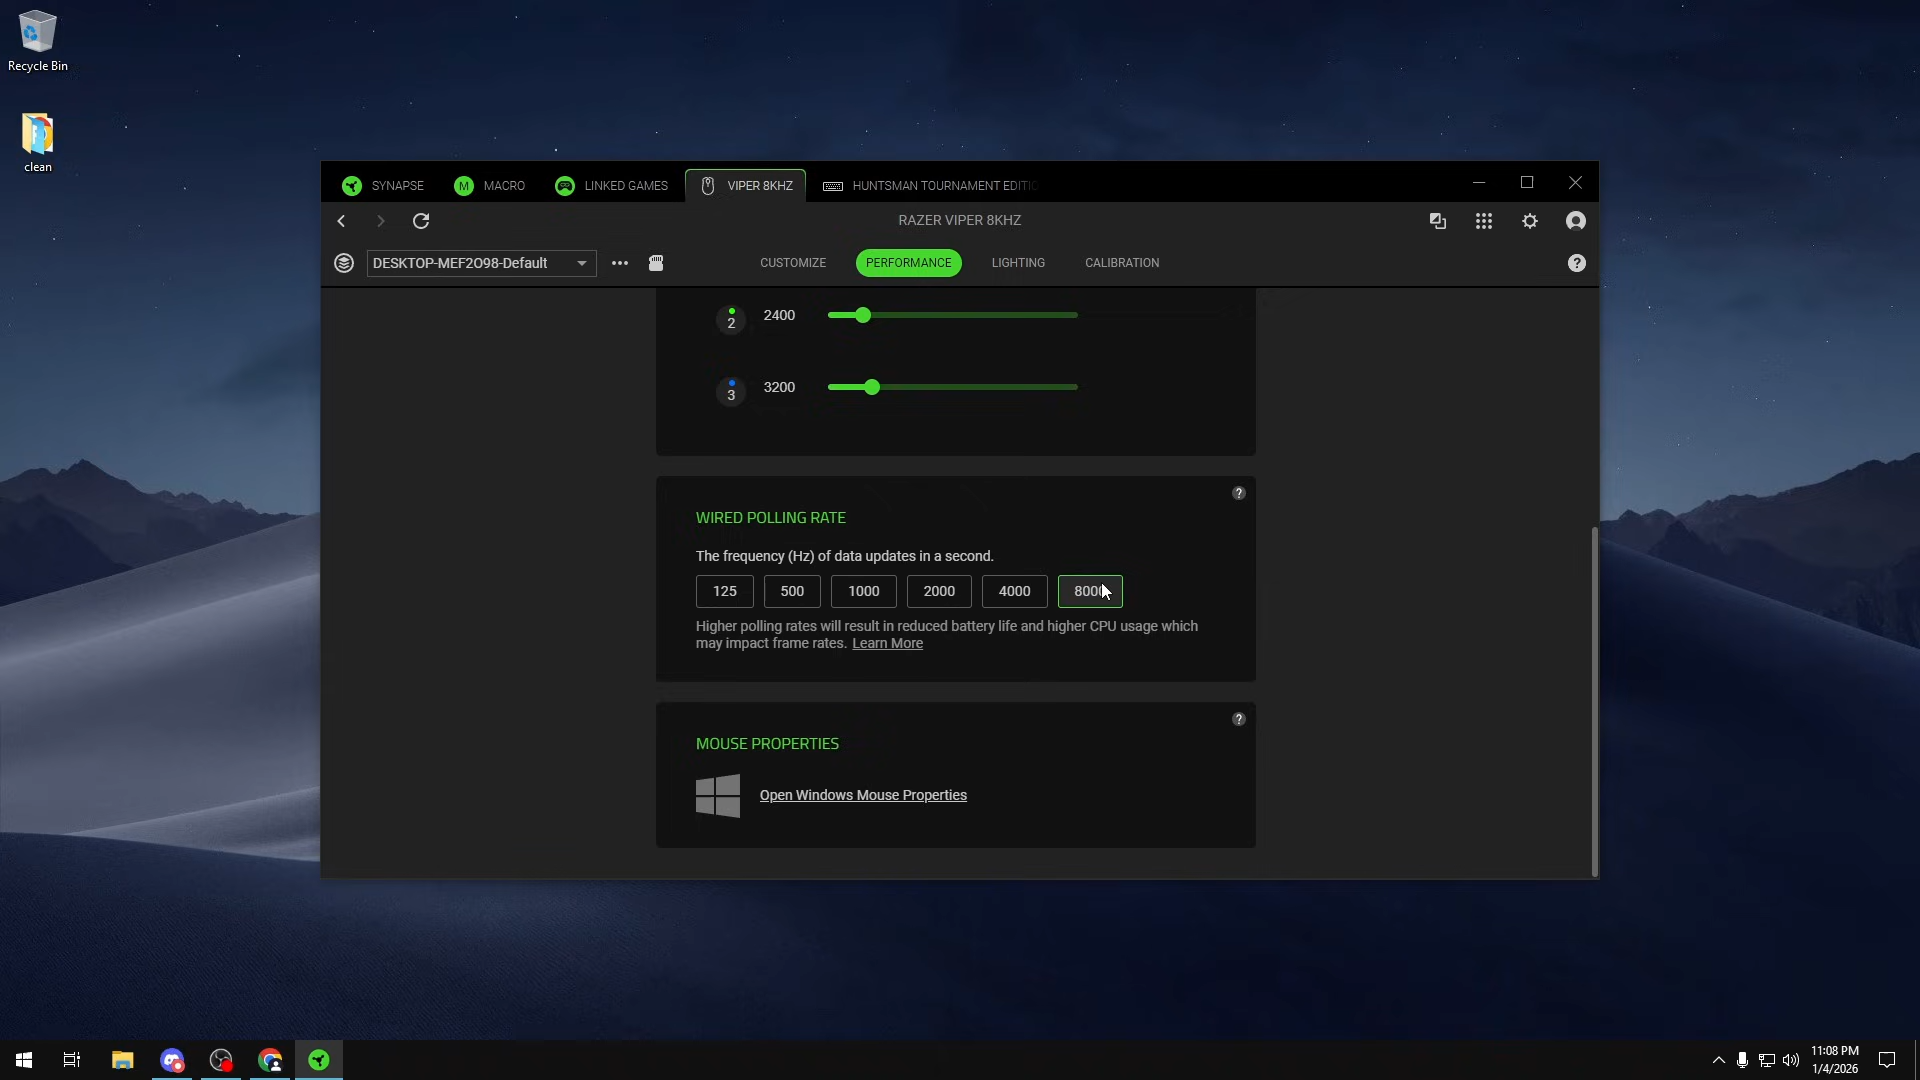 Recycle Bin
clean
SYNAPSE
M MACRO
LINKED GAMES
VIPER 8KHZ
HUNTSMAN TOURNAMENT EDITIO
RAZER VIPER 8KHZ
DESKTOP-MEF2O98-Default
CUSTOMIZE
PERFORMANCE
LIGHTING
CALIBRATION
?
2 2400
3 3200
?
WIRED POLLING RATE
The frequency (Hz) of data updates in a second.
125 500 1000 2000 4000 8000
Higher polling rates will result in reduced battery life and higher CPU usage which
may impact frame rates. Learn More
?
MOUSE PROPERTIES
Open Windows Mouse Properties
11:08 PM
1/4/2026